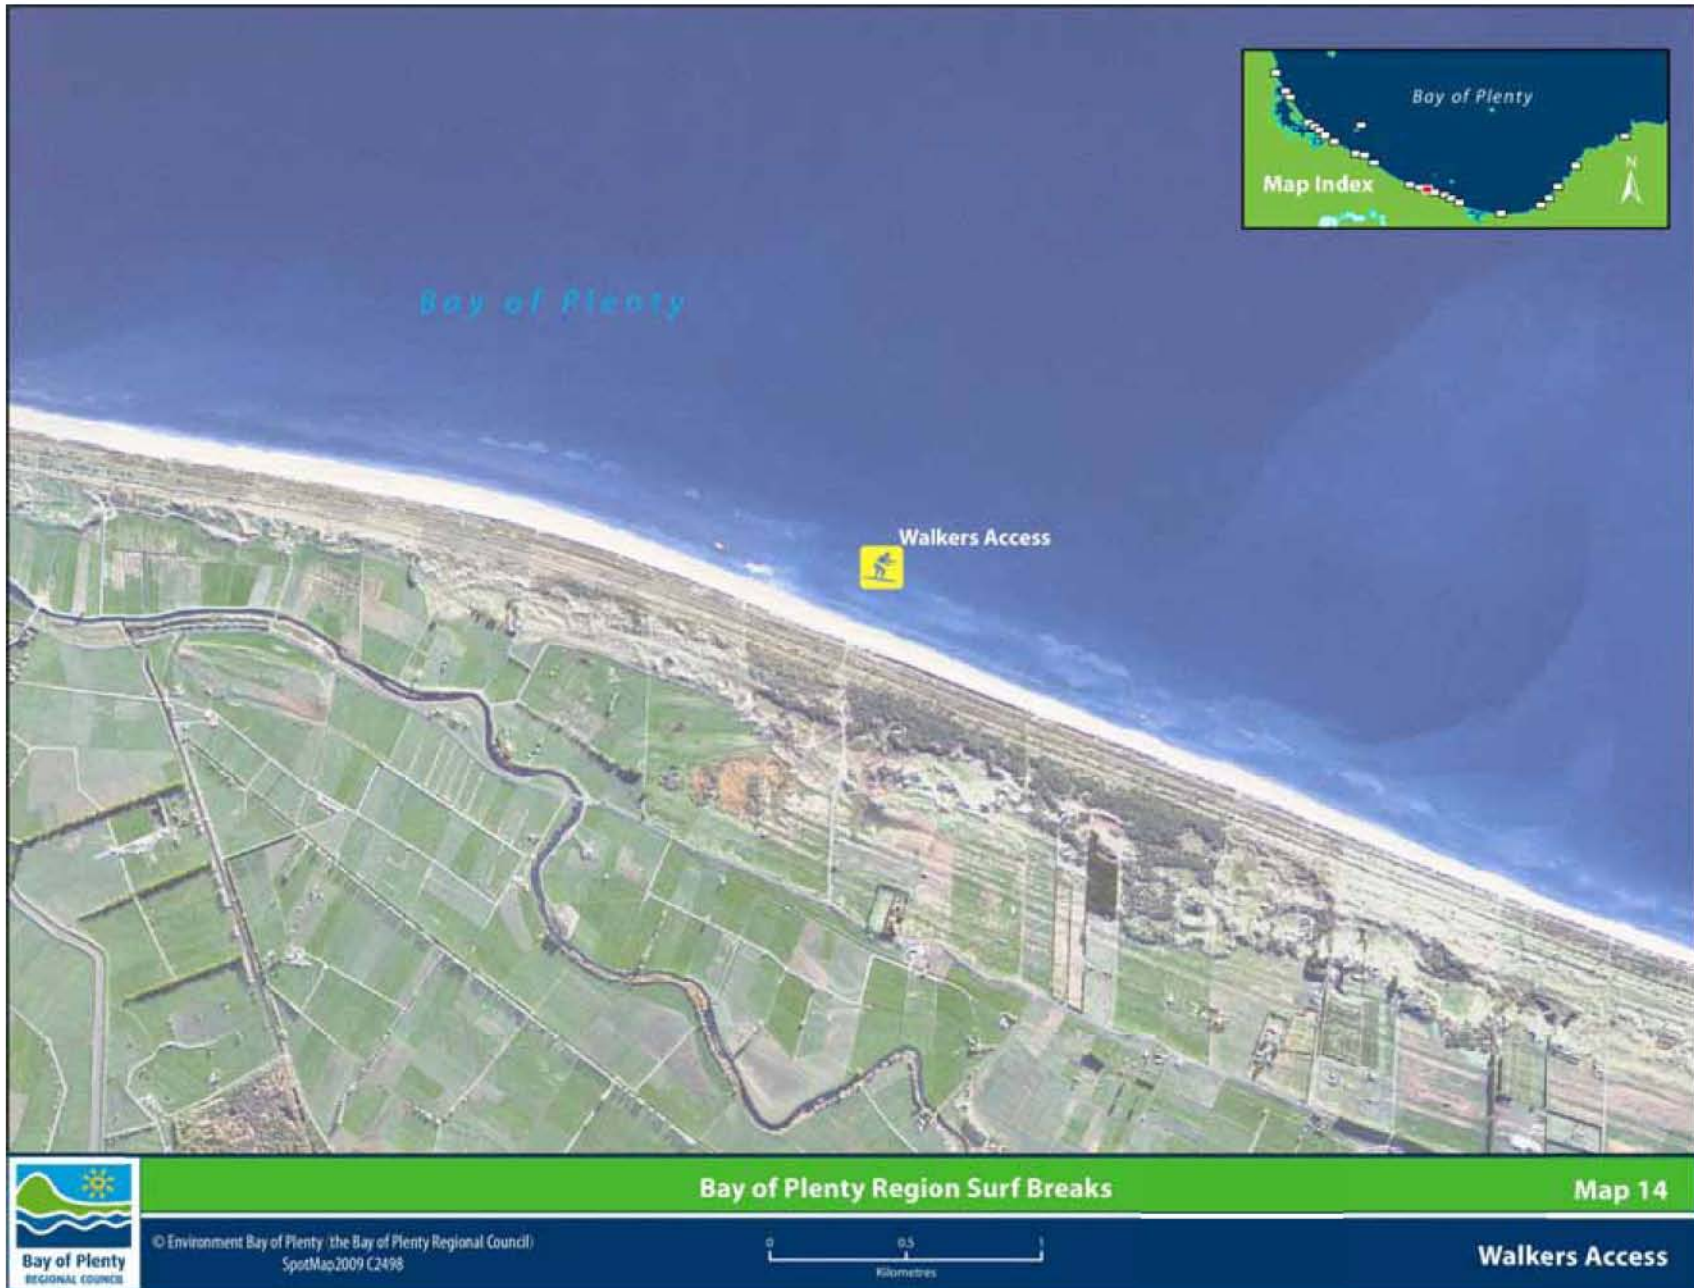 Bay of Plenty
Map Index
N
Bay of Plenty
Walkers Access
Bay of Plenty Region Surf Breaks
Map 14
Bay of Plenty
REGIONAL COUNCIL
© Environment Bay of Plenty (the Bay of Plenty Regional Council)
SpotMap2009 C2498
0 0.5 1
Kilometres
Walkers Access